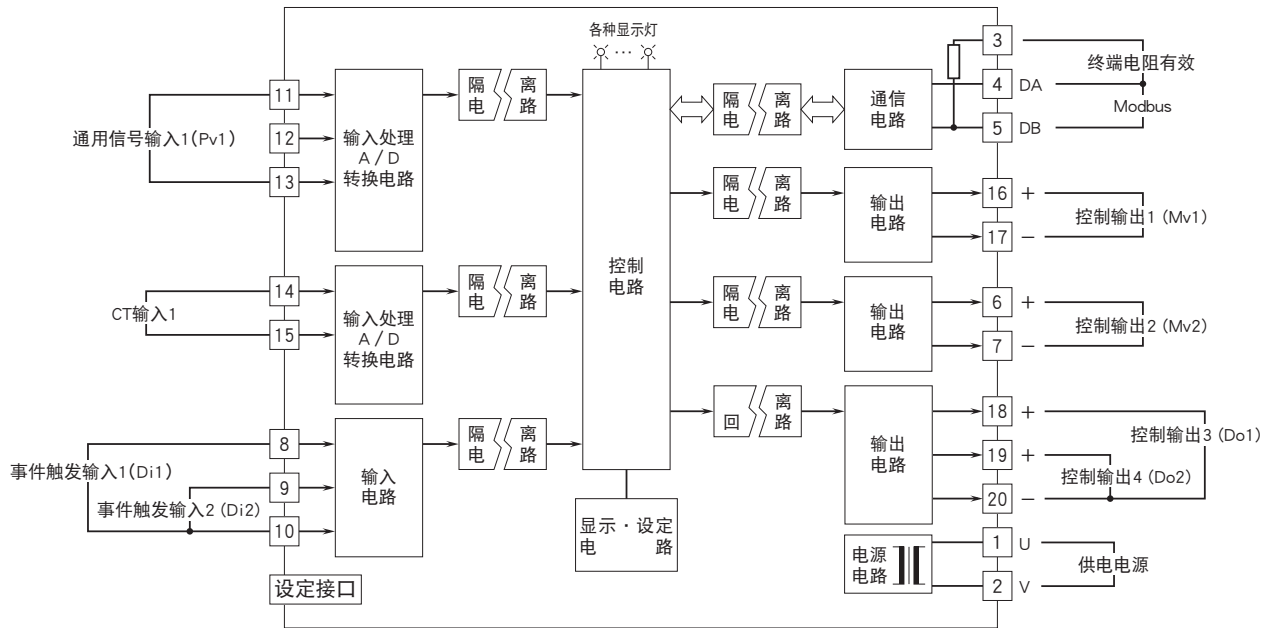 各种显示灯
…
11
12
13
通用信号输入1(Pv1)
输入处理
A/D
转换电路
隔 离
电 路
14
15
CT输入1
输入处理
A/D
转换电路
隔 离
电 路
8
9
10
事件触发输入1(Di1)
事件触发输入2 (Di2)
输入
电路
隔 离
电 路
设定接口
控制
电路
显示·设定
电 路
隔 离
电 路
通信
电路
3
4 DA
5 DB
终端电阻有效
Modbus
隔 离
电 路
输出
电路
16 +
17 −
控制输出1 (Mv1)
隔 离
电 路
输出
电路
6 +
7 −
控制输出2 (Mv2)
离
回 路
输出
电路
18 +
19 +
20 −
控制输出3 (Do1)
控制输出4 (Do2)
电源
电路
1 U
2 V
供电电源